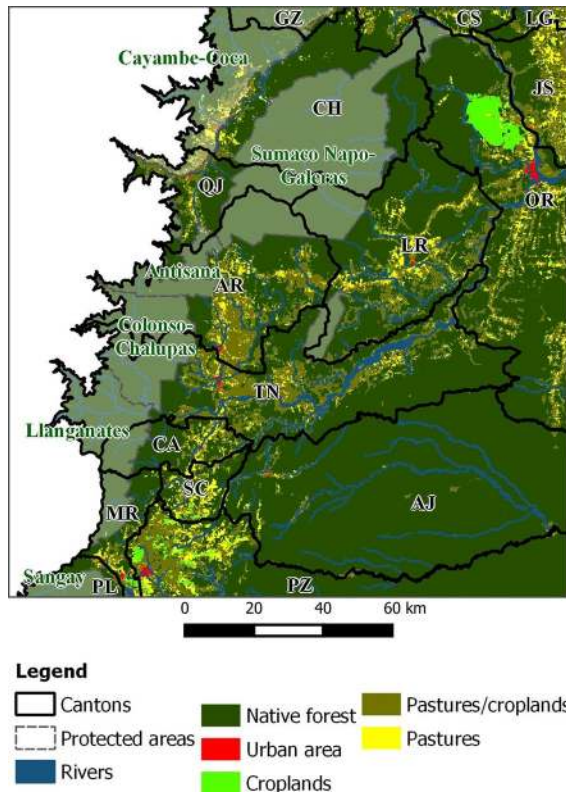 GZ
CS
LG
Cayambe-Coca
JS
CH
Sumaco Napo-
Galeras
QJ
OR
LR
Antisana
AR
Colonso-
Chalupas
TN
Llanganates
CA
SC
AJ
MR
Sangay
PL
PZ
0 20 40 60 km
Legend
Cantons
Protected areas
Rivers
Native forest
Urban area
Croplands
Pastures/croplands
Pastures